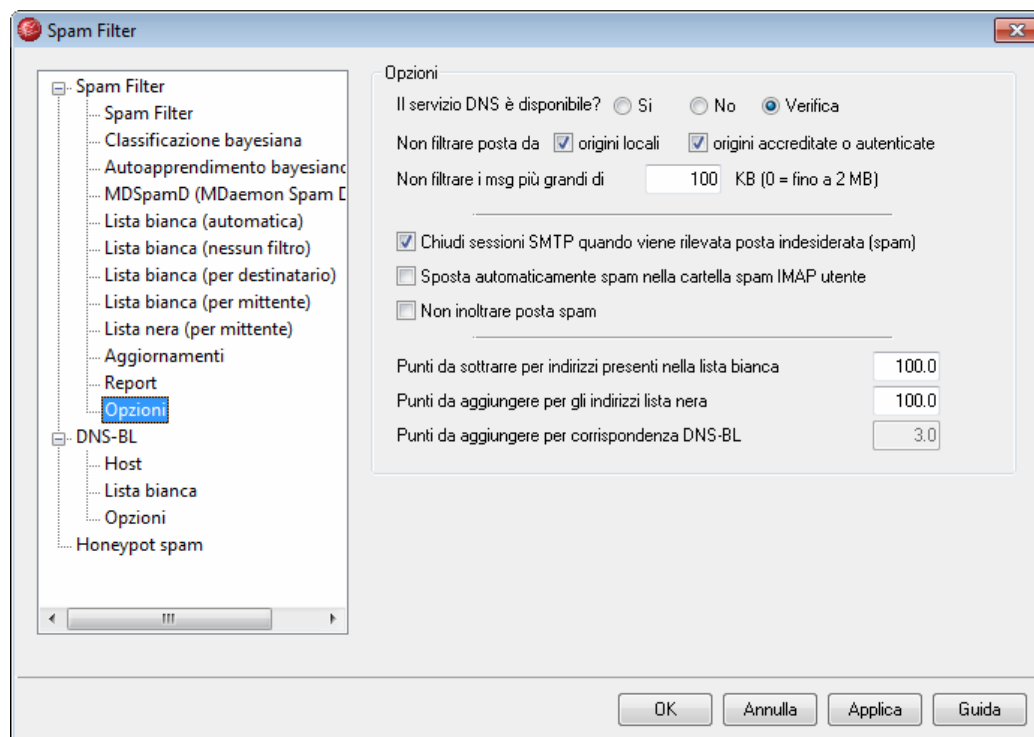 Spam Filter
Spam Filter
Spam Filter
Classificazione bayesiana
Autoapprendimento bayesianc
MDSpamD (MDaemon Spam D
Lista bianca (automatica)
Lista bianca (nessun filtro)
Lista bianca (per destinatario)
Lista bianca (per mittente)
Lista nera (per mittente)
Aggiornamenti
Report
Opzioni
DNS-BL
Host
Lista bianca
Opzioni
Honeypot spam
Opzioni
Il servizio DNS è disponibile? Si No Verifica
Non filtrare posta da origini locali origini accreditate o autenticate
Non filtrare i msg più grandi di 100 KB (0 = fino a 2 MB)
Chiudi sessioni SMTP quando viene rilevata posta indesiderata (spam)
Sposta automaticamente spam nella cartella spam IMAP utente
Non inoltrare posta spam
Punti da sottrarre per indirizzi presenti nella lista bianca 100.0
Punti da aggiungere per gli indirizzi lista nera 100.0
Punti da aggiungere per corrispondenza DNS-BL 3.0
OK Annulla Applica Guida